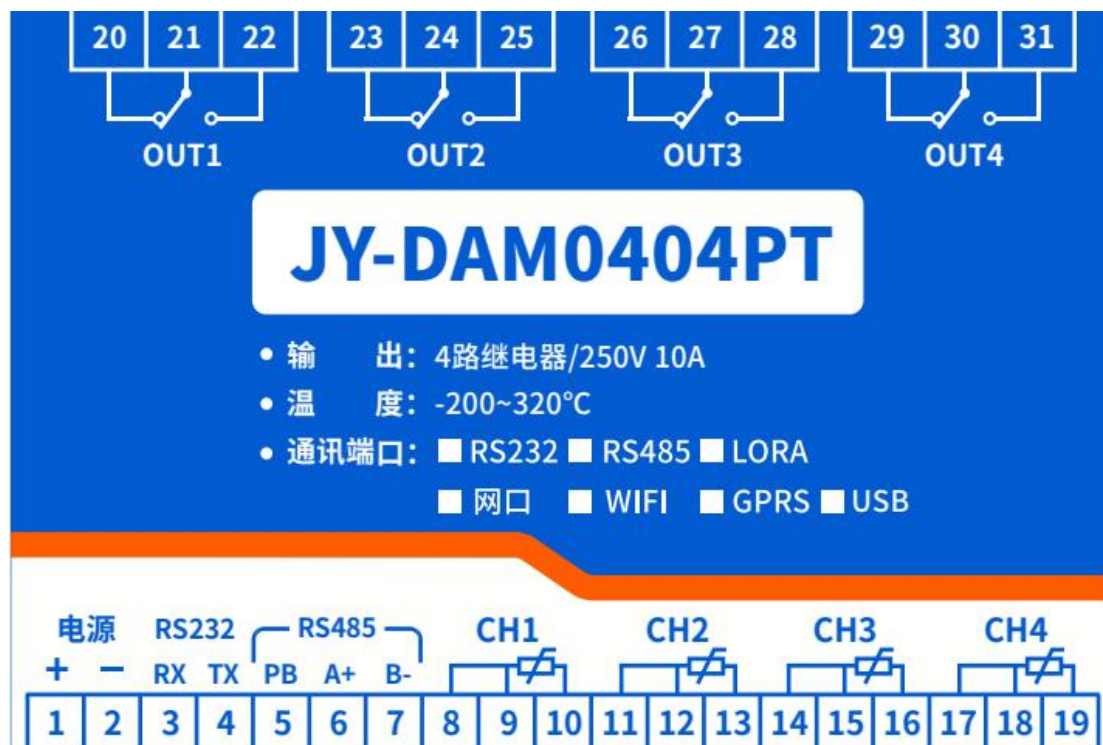 20 21 22 23 24 25 26 27 28 29 30 31
OUT1 OUT2 OUT3 OUT4
JY-DAM0404PT
输 出：4路继电器/250V 10A
温 度：-200~320℃
通讯端口： RS232 RS485 LORA
网口 WIFI GPRS USB
电源 RS232 RS485 CH1 CH2 CH3 CH4
+ − RX TX PB A+ B-
1 2 3 4 5 6 7 8 9 10 11 12 13 14 15 16 17 18 19